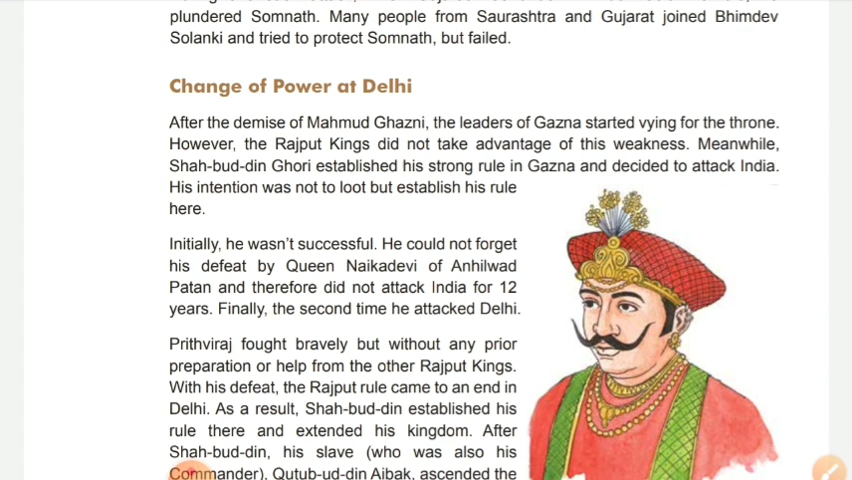 plundered Somnath. Many people from Saurashtra and Gujarat joined Bhimdev
Solanki and tried to protect Somnath, but failed.
Change of Power at Delhi
After the demise of Mahmud Ghazni, the leaders of Gazna started vying for the throne.
However, the Rajput Kings did not take advantage of this weakness. Meanwhile,
Shah-bud-din Ghori established his strong rule in Gazna and decided to attack India.
His intention was not to loot but establish his rule
here.
Initially, he wasn’t successful. He could not forget
his defeat by Queen Naikadevi of Anhilwad
Patan and therefore did not attack India for 12
years. Finally, the second time he attacked Delhi.
Prithviraj fought bravely but without any prior
preparation or help from the other Rajput Kings.
With his defeat, the Rajput rule came to an end in
Delhi. As a result, Shah-bud-din established his
rule there and extended his kingdom. After
Shah-bud-din, his slave (who was also his
Commander), Qutub-ud-din Aibak, ascended the